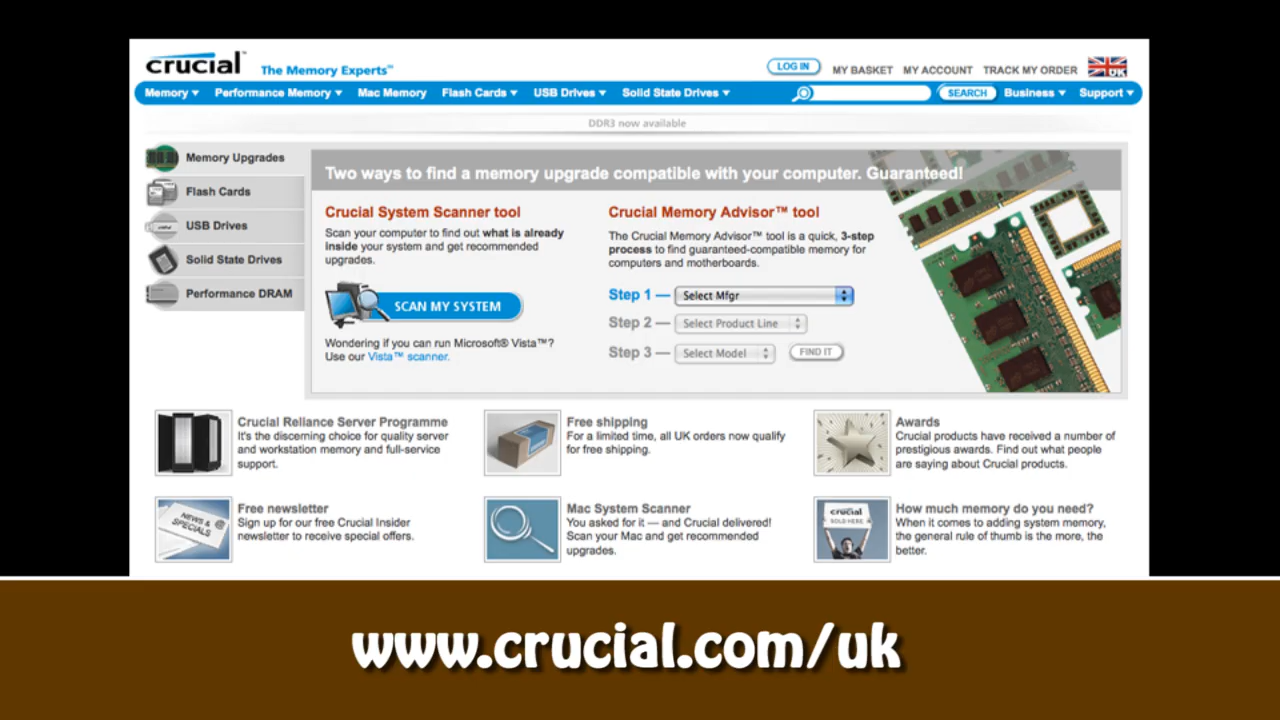 crucial™ The Memory Experts™
LOG IN MY BASKET MY ACCOUNT TRACK MY ORDER UK
Memory Performance Memory Mac Memory Flash Cards USB Drives Solid State Drives SEARCH Business Support
DDR3 now available
Memory Upgrades
Flash Cards
USB Drives
Solid State Drives
Performance DRAM
Two ways to find a memory upgrade compatible with your computer. Guaranteed!
Crucial System Scanner tool
Scan your computer to find out what is already
inside your system and get recommended
upgrades.
SCAN MY SYSTEM
Wondering if you can run Microsoft® Vista™?
Use our Vista™ scanner.
Crucial Memory Advisor™ tool
The Crucial Memory Advisor™ tool is a quick, 3-step
process to find guaranteed-compatible memory for
computers and motherboards.
Step 1 — Select Mfgr
Step 2 — Select Product Line
Step 3 — Select Model FIND IT
Crucial Reliance Server Programme
It's the discerning choice for quality server
and workstation memory and full-service
support.
Free shipping
For a limited time, all UK orders now qualify
for free shipping.
Awards
Crucial products have received a number of
prestigious awards. Find out what people
are saying about Crucial products.
NEWS &
SPECIALS
Free newsletter
Sign up for our free Crucial Insider
newsletter to receive special offers.
Mac System Scanner
You asked for it — and Crucial delivered!
Scan your Mac and get recommended
upgrades.
crucial
SOLD HERE
How much memory do you need?
When it comes to adding system memory,
the general rule of thumb is the more, the
better.
www.crucial.com/uk